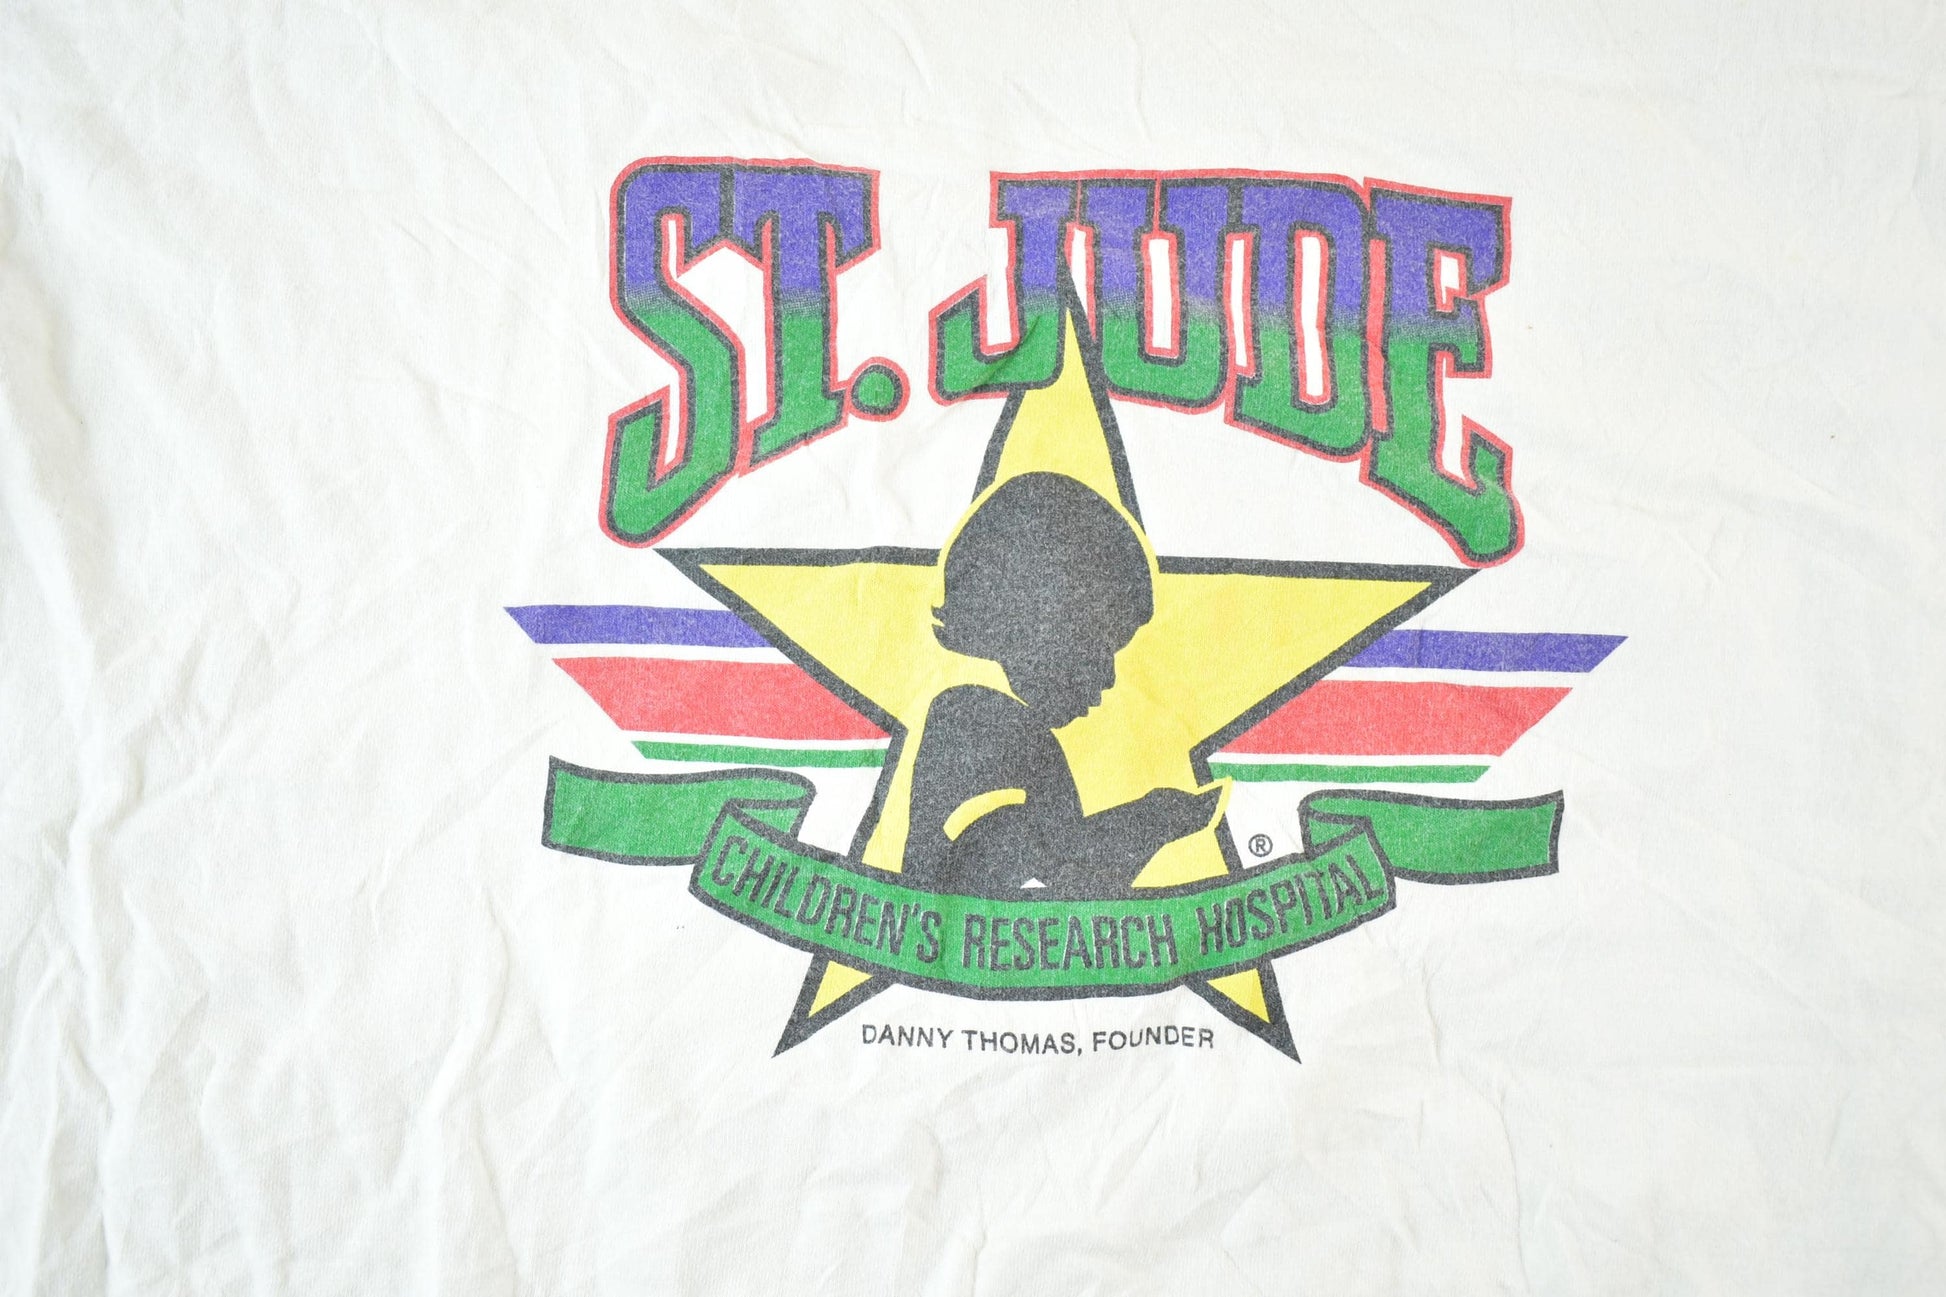 ST. JUDE
®
CHILDREN'S RESEARCH HOSPITAL
DANNY THOMAS, FOUNDER